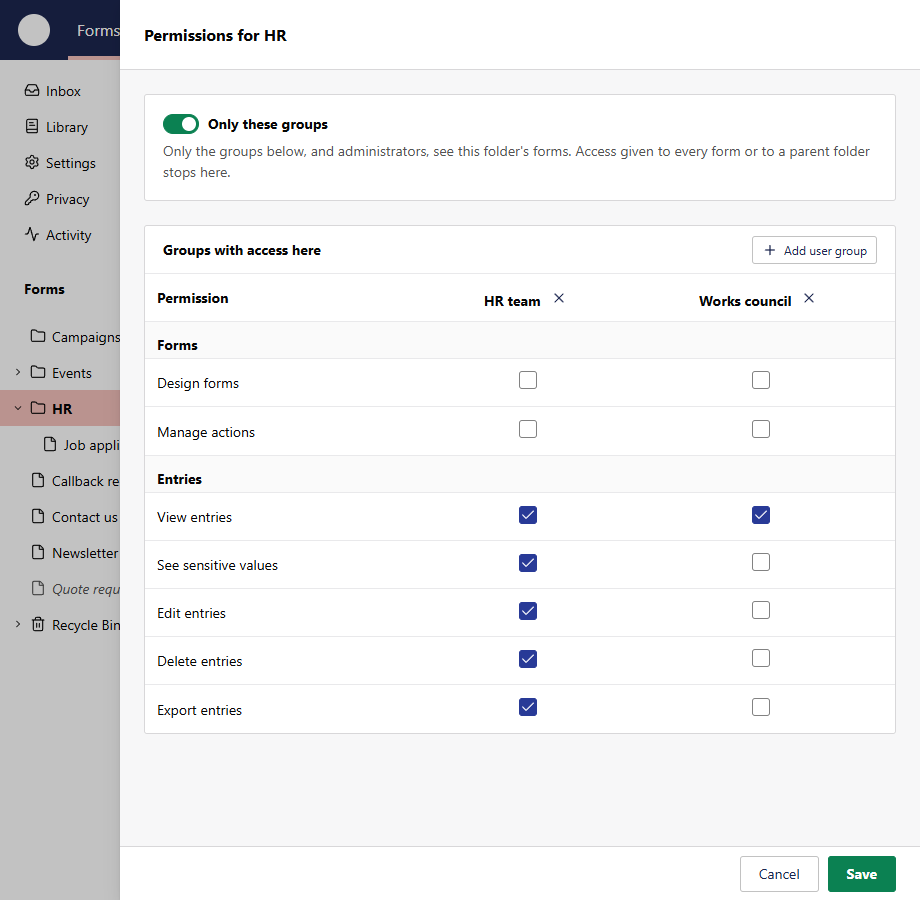 Forms
Permissions for HR
Inbox
Library
Settings
Privacy
Activity
Forms
Campaigns
Events
HR
Job appli
Callback re
Contact us
Newsletter
Quote requ
Recycle Bin
Only these groups
Only the groups below, and administrators, see this folder's forms. Access given to every form or to a parent folder
stops here.
Groups with access here
Add user group
Permission HR team Works council
Forms
Design forms
Manage actions
Entries
View entries
See sensitive values
Edit entries
Delete entries
Export entries
Cancel Save